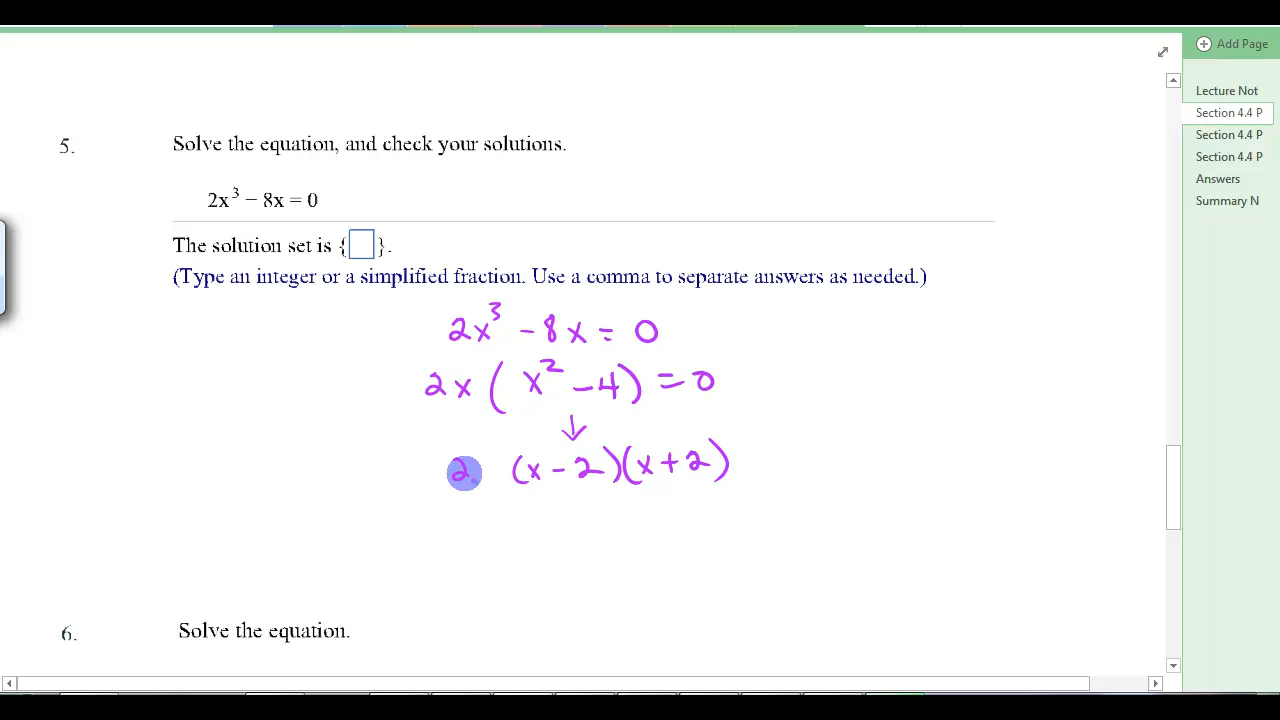 Add Page
Lecture Not
Section 4.4 P
Section 4.4 P
Section 4.4 P
Answers
Summary N
5. Solve the equation, and check your solutions.
2x³ − 8x = 0
The solution set is { }.
(Type an integer or a simplified fraction. Use a comma to separate answers as needed.)
2x³ − 8x = 0
2x (x² − 4) = 0
↓
2 (x − 2)(x + 2)
6. Solve the equation.